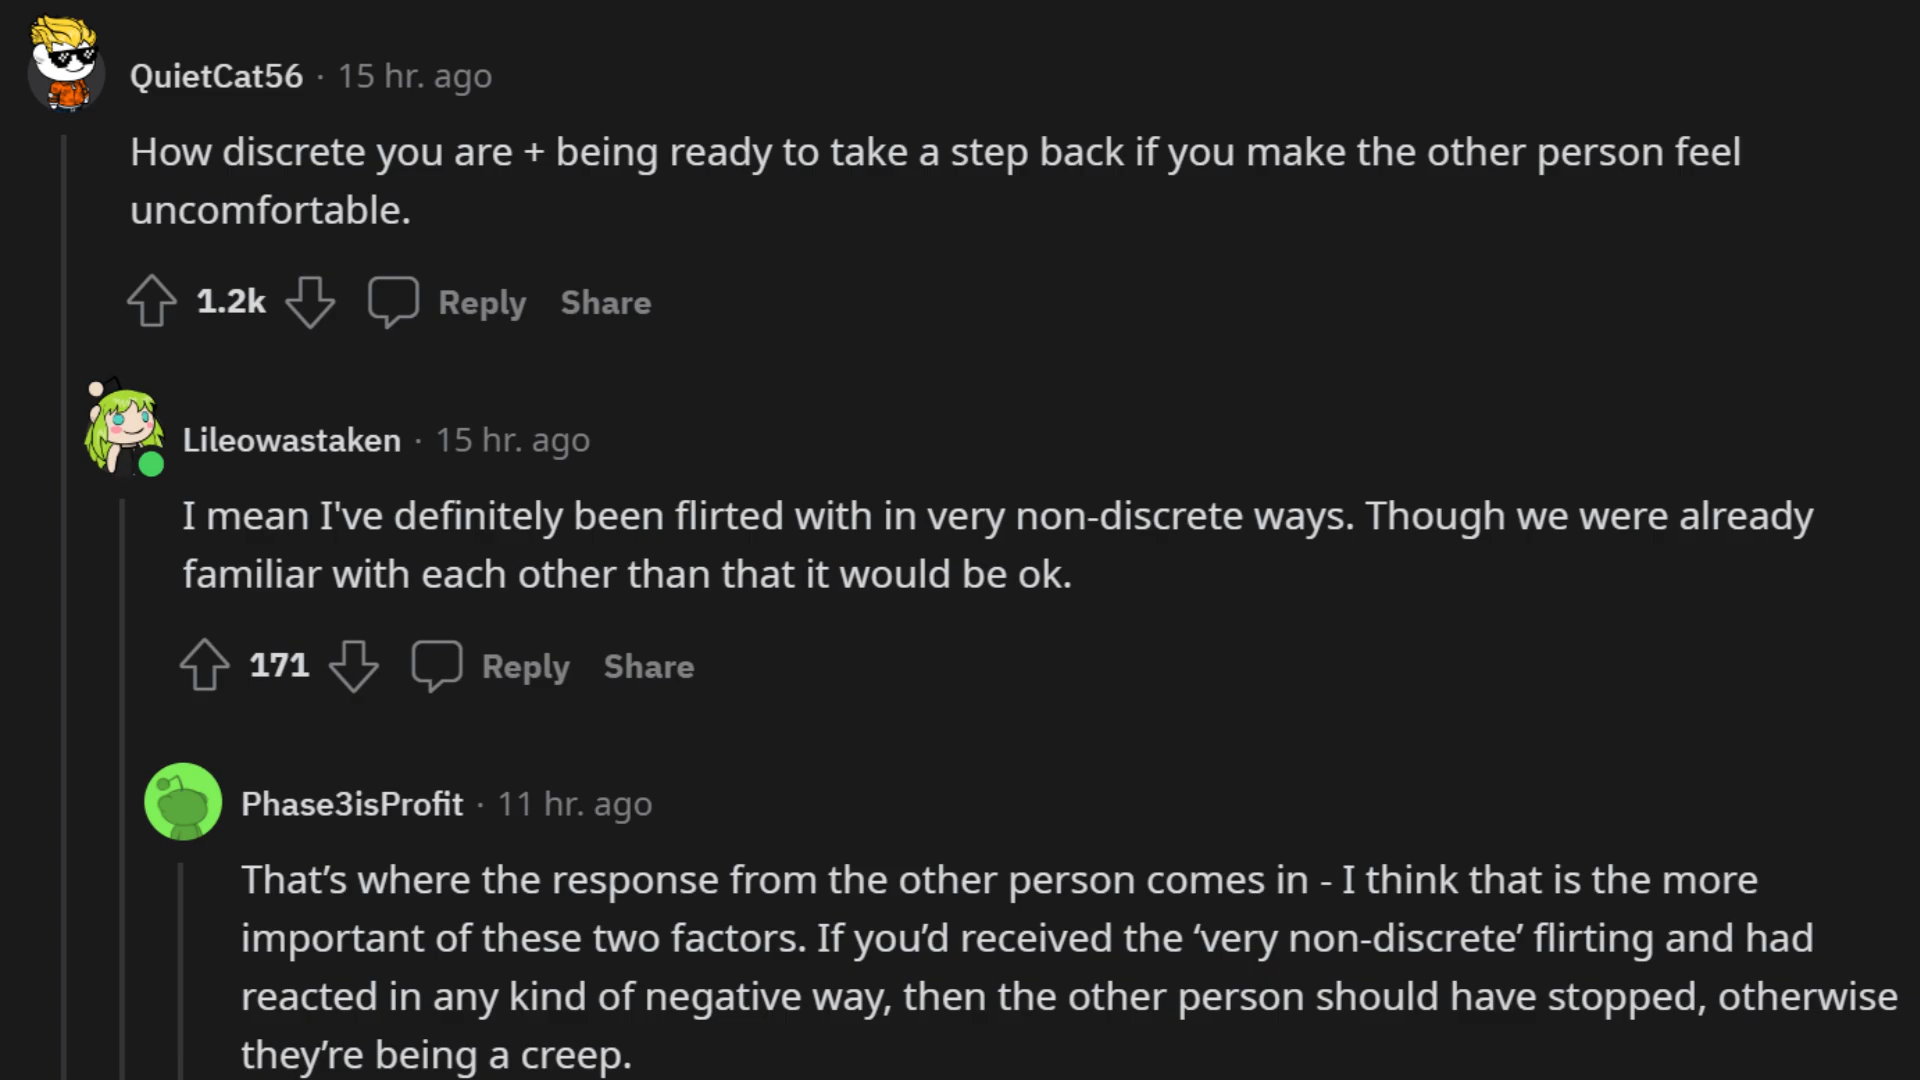 QuietCat56 · 15 hr. ago
How discrete you are + being ready to take a step back if you make the other person feel
uncomfortable.
1.2k Reply Share
Lileowastaken · 15 hr. ago
I mean I've definitely been flirted with in very non-discrete ways. Though we were already
familiar with each other than that it would be ok.
171 Reply Share
Phase3isProfit · 11 hr. ago
That’s where the response from the other person comes in - I think that is the more
important of these two factors. If you’d received the ‘very non-discrete’ flirting and had
reacted in any kind of negative way, then the other person should have stopped, otherwise
they’re being a creep.